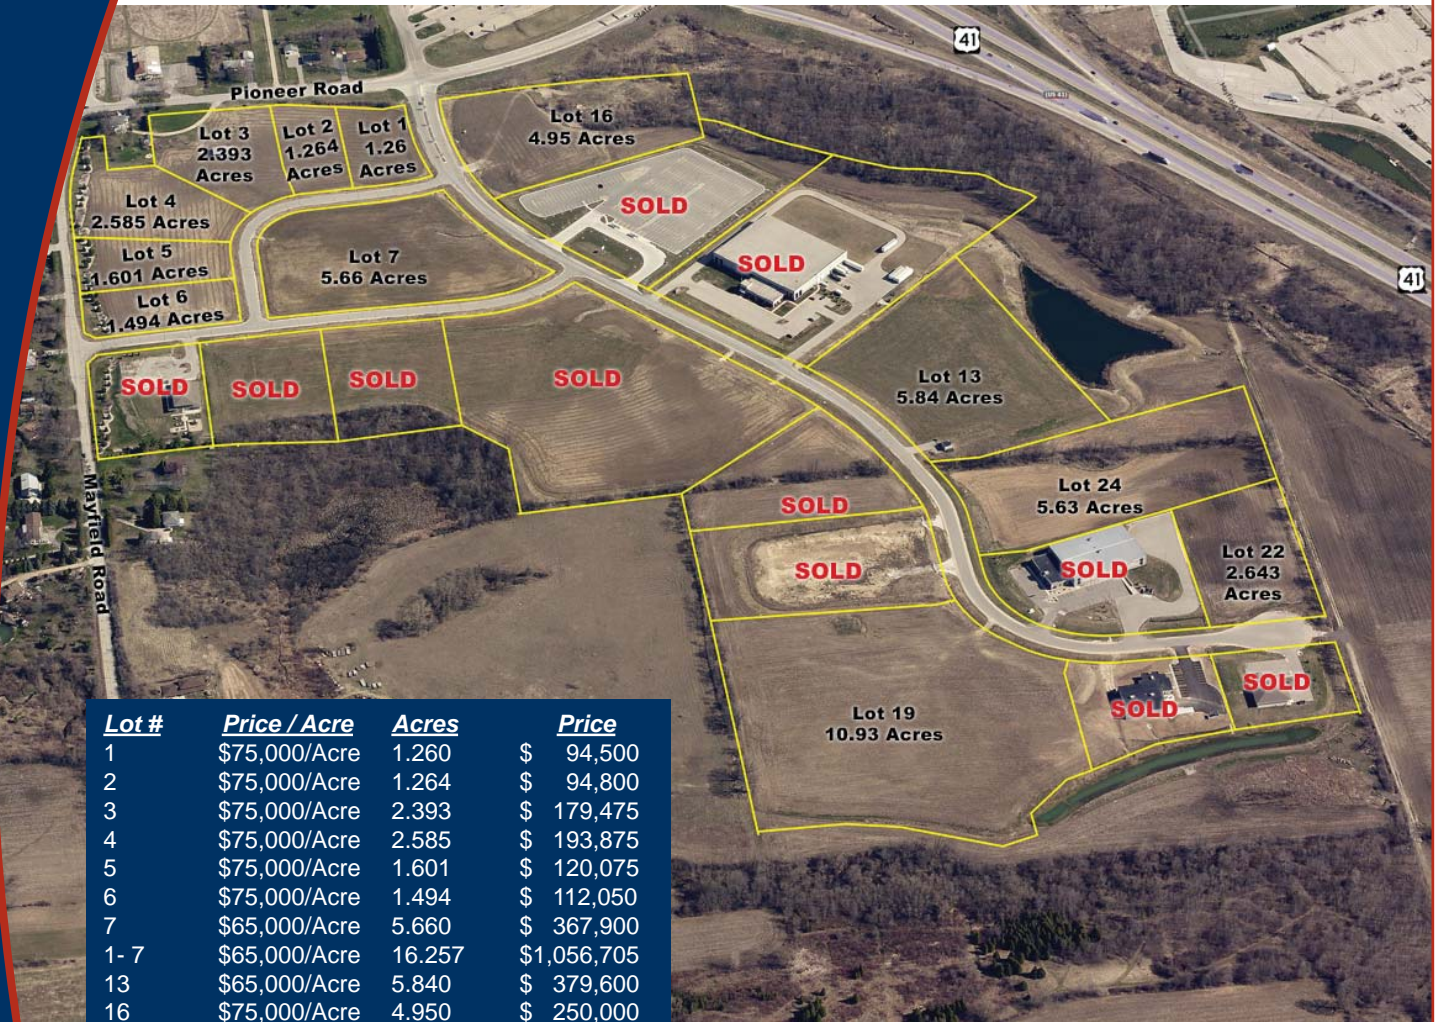 41
Pioneer Road
Lot 16
4.95 Acres
Lot 3
2.393
Acres
Lot 2
1.264
Acres
Lot 1
1.26
Acres
Lot 4
2.585 Acres
SOLD
Lot 5
1.601 Acres
Lot 7
5.66 Acres
SOLD
41
Lot 6
1.494 Acres
SOLD
SOLD
SOLD
SOLD
Lot 13
5.84 Acres
Mayfield Road
SOLD
Lot 24
5.63 Acres
SOLD
SOLD
Lot 22
2.643
Acres
SOLD
SOLD
Lot 19
10.93 Acres
Lot # Price / Acre Acres Price
1 $75,000/Acre 1.260 $ 94,500
2 $75,000/Acre 1.264 $ 94,800
3 $75,000/Acre 2.393 $ 179,475
4 $75,000/Acre 2.585 $ 193,875
5 $75,000/Acre 1.601 $ 120,075
6 $75,000/Acre 1.494 $ 112,050
7 $65,000/Acre 5.660 $ 367,900
1- 7 $65,000/Acre 16.257 $1,056,705
13 $65,000/Acre 5.840 $ 379,600
16 $75,000/Acre 4.950 $ 250,000